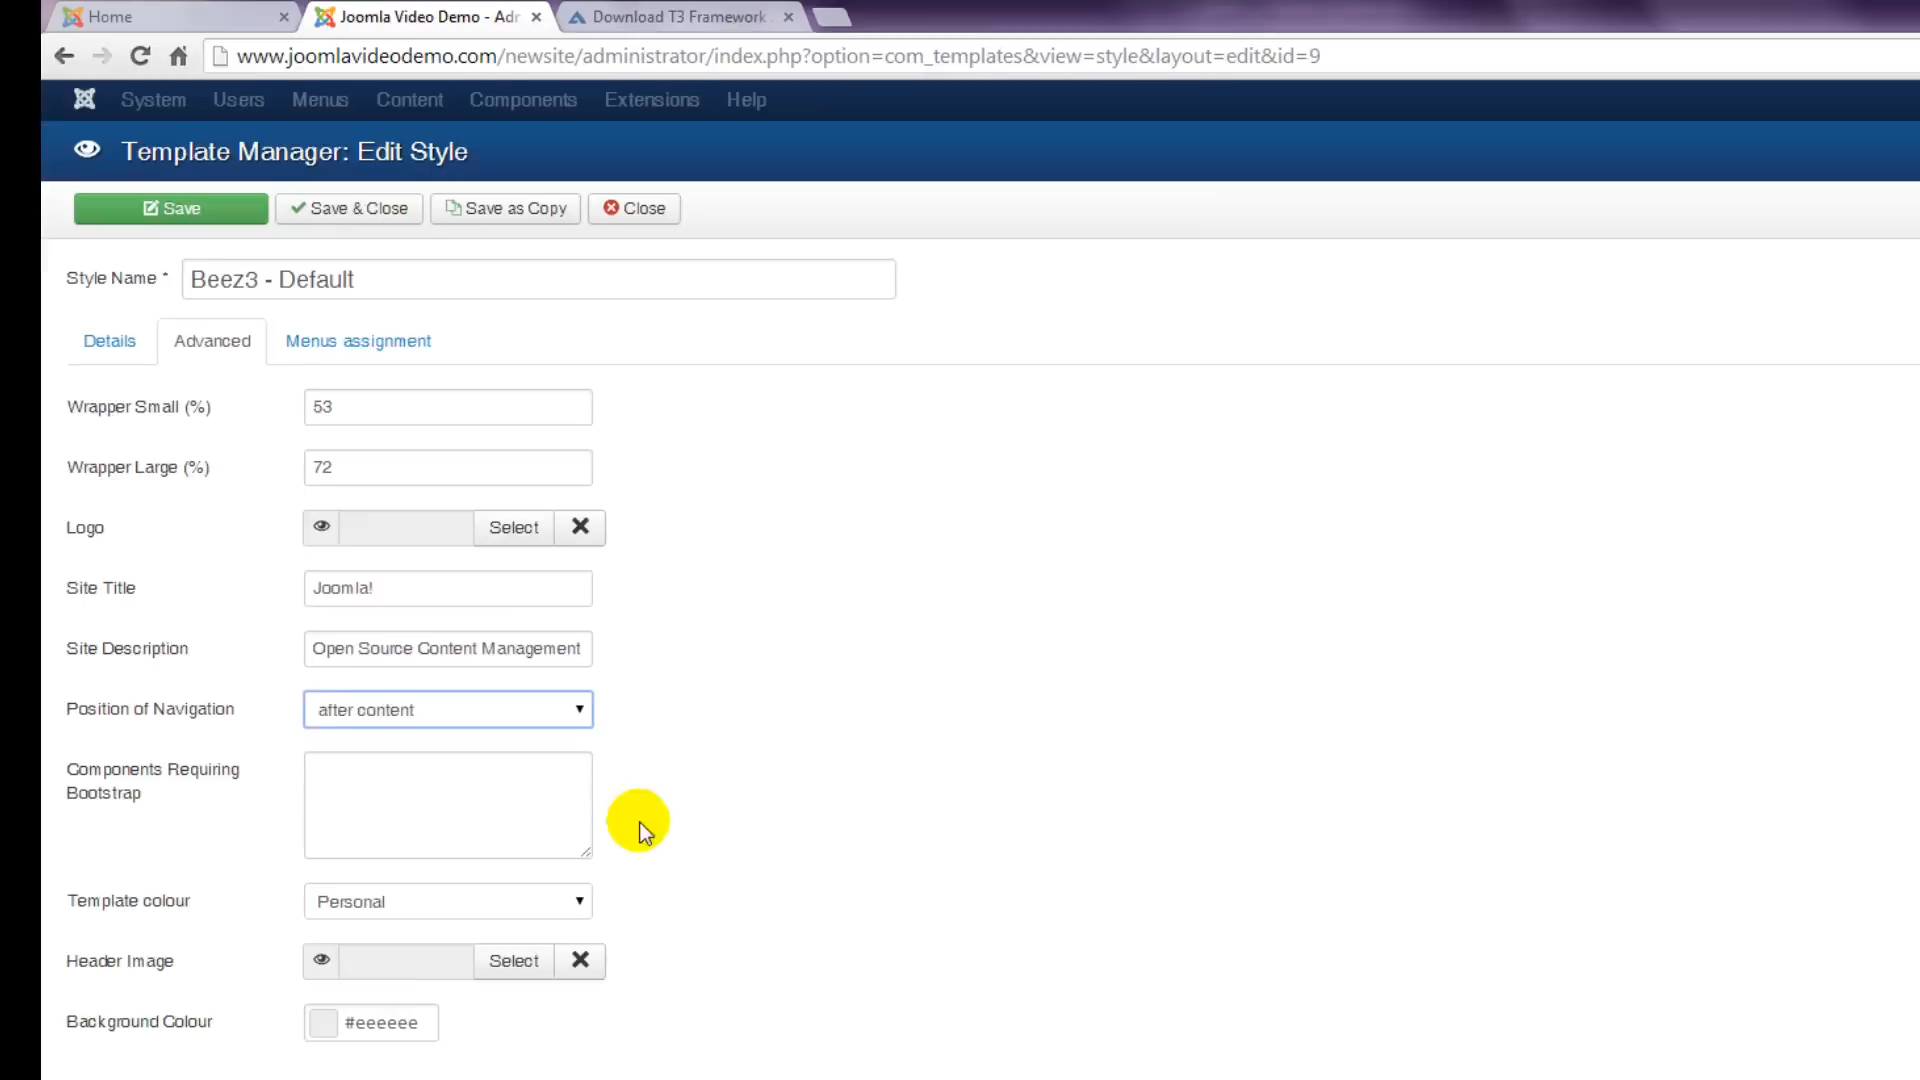 Home
Joomla Video Demo - Adr
Download T3 Framework
www.joomlavideodemo.com/newsite/administrator/index.php?option=com_templates&view=style&layout=edit&id=9
System Users Menus Content Components Extensions Help
Template Manager: Edit Style
Save Save & Close Save as Copy Close
Style Name * Beez3 - Default
Details Advanced Menus assignment
Wrapper Small (%) 53
Wrapper Large (%) 72
Logo Select
Site Title Joomla!
Site Description Open Source Content Management
Position of Navigation after content
Components Requiring
Bootstrap
Template colour Personal
Header Image Select
Background Colour #eeeeee